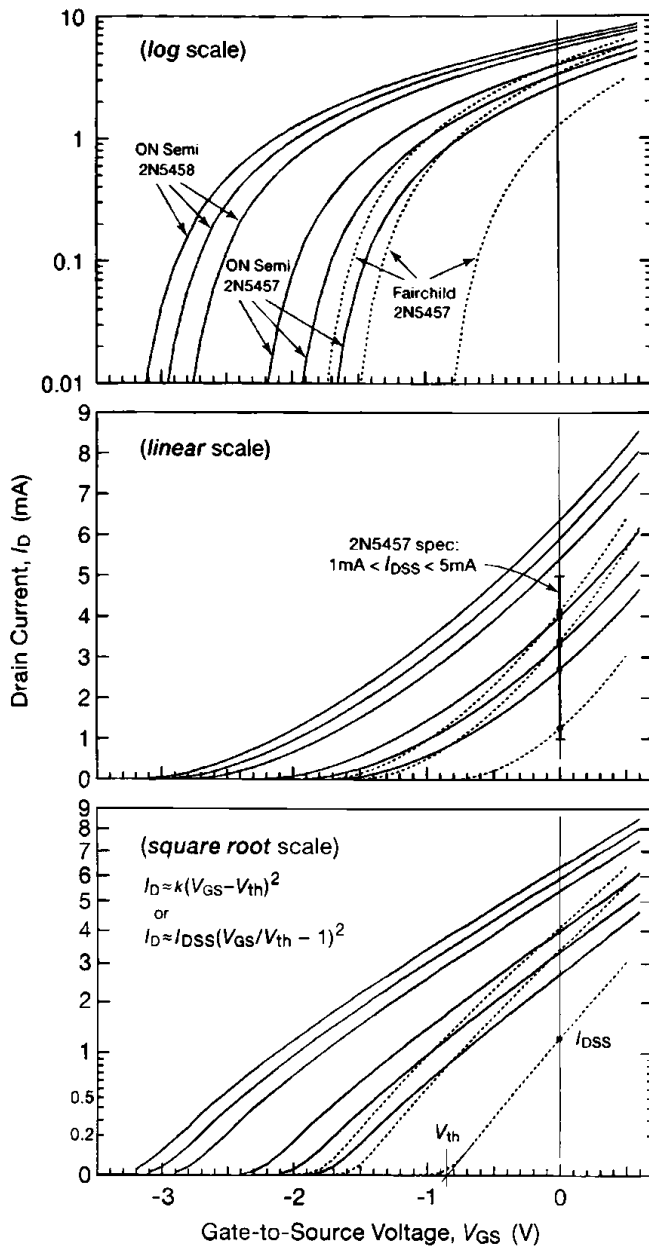 10
(log scale)
1
ON Semi
2N5458
ON Semi
2N5457
Fairchild
2N5457
0.1
0.01
9
(linear scale)
8
7
6
2N5457 spec:
1mA < IDSS < 5mA
5
4
3
2
1
0
Drain Current, ID (mA)
9
8
(square root scale)
7
6
ID ≈ k(VGS–Vth)2
5
or
4
ID ≈ IDSS(VGS/Vth – 1)2
3
2
1
IDSS
0.5
0.2
Vth
0
-3 -2 -1 0
Gate-to-Source Voltage, VGS (V)